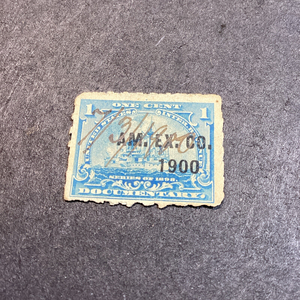 ONE CENT
1 1
AM. EX. CO.
1900
SERIES OF 1898
DOCUMENTARY